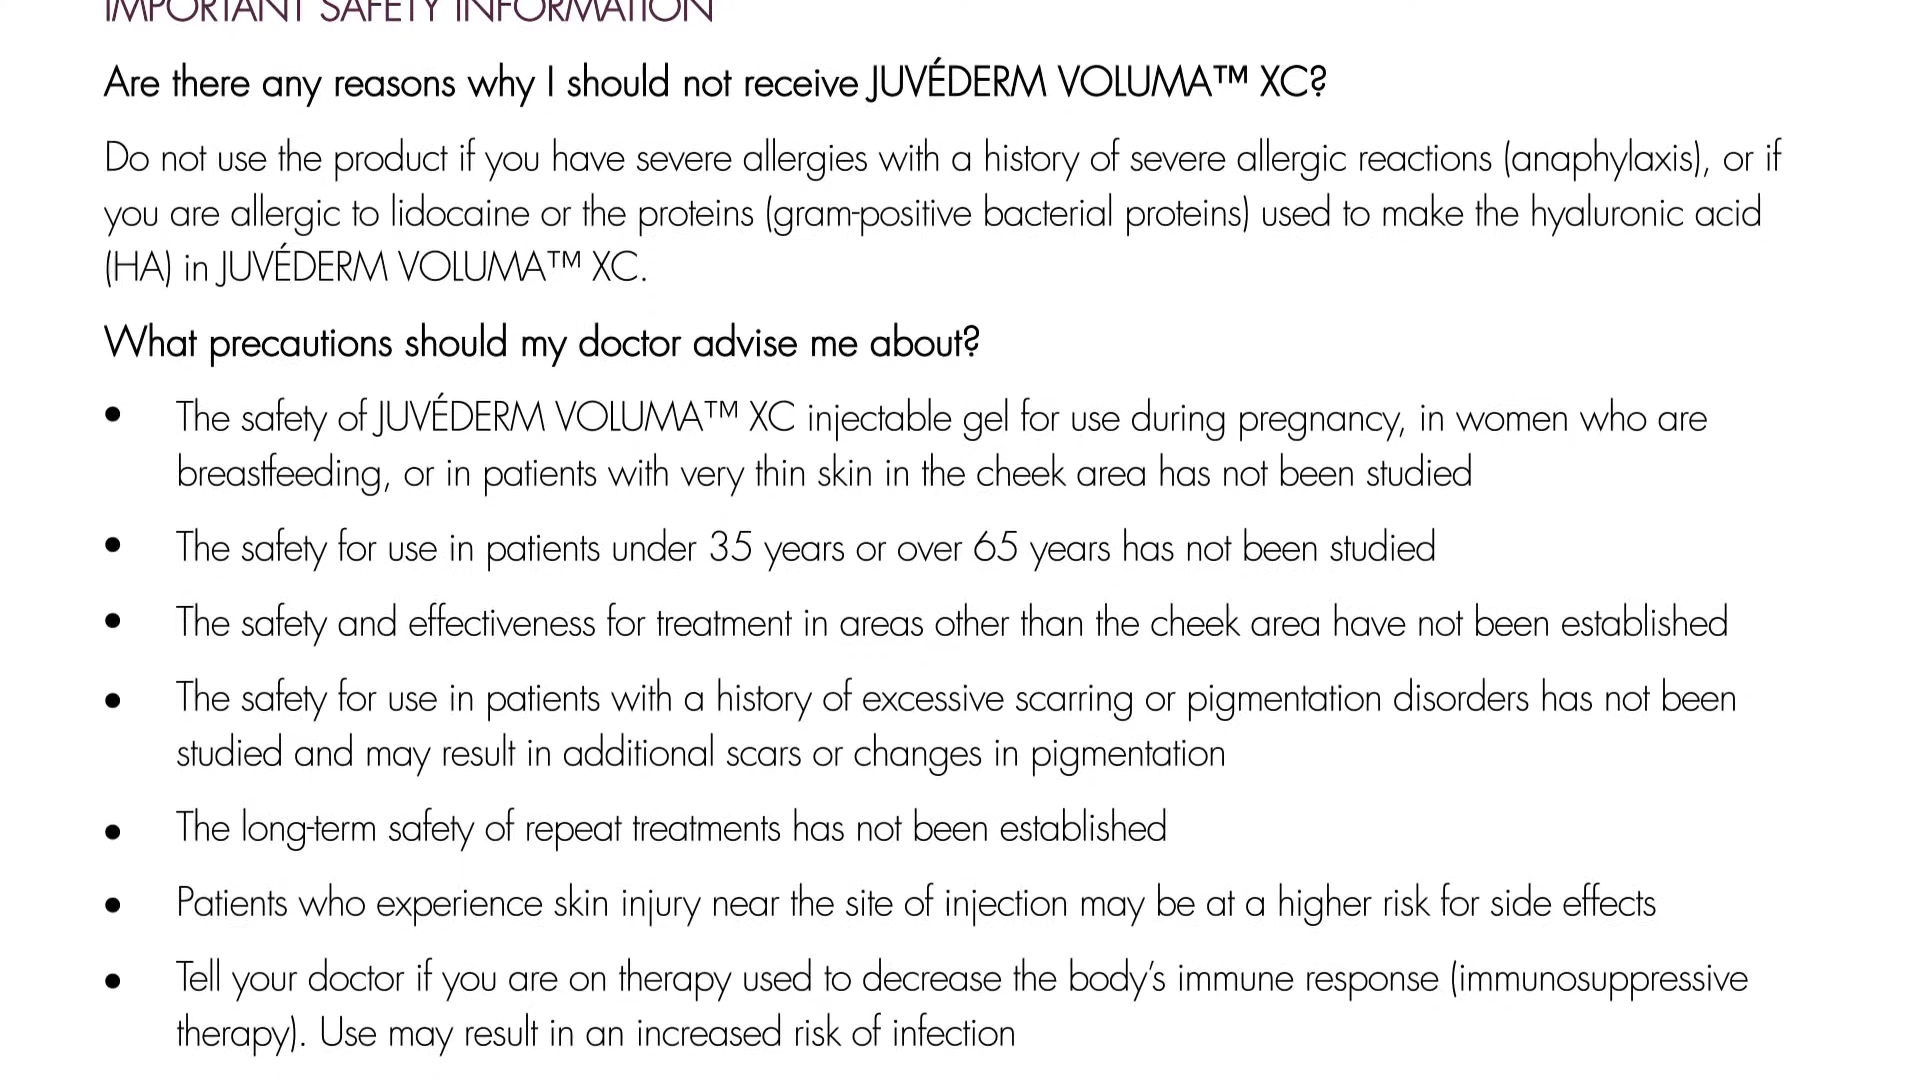 IMPORTANT SAFETY INFORMATION
Are there any reasons why I should not receive JUVÉDERM VOLUMA™ XC?
Do not use the product if you have severe allergies with a history of severe allergic reactions (anaphylaxis), or if
you are allergic to lidocaine or the proteins (gram-positive bacterial proteins) used to make the hyaluronic acid
(HA) in JUVÉDERM VOLUMA™ XC.
What precautions should my doctor advise me about?
• The safety of JUVÉDERM VOLUMA™ XC injectable gel for use during pregnancy, in women who are
breastfeeding, or in patients with very thin skin in the cheek area has not been studied
• The safety for use in patients under 35 years or over 65 years has not been studied
• The safety and effectiveness for treatment in areas other than the cheek area have not been established
• The safety for use in patients with a history of excessive scarring or pigmentation disorders has not been
studied and may result in additional scars or changes in pigmentation
• The long-term safety of repeat treatments has not been established
• Patients who experience skin injury near the site of injection may be at a higher risk for side effects
• Tell your doctor if you are on therapy used to decrease the body’s immune response (immunosuppressive
therapy). Use may result in an increased risk of infection